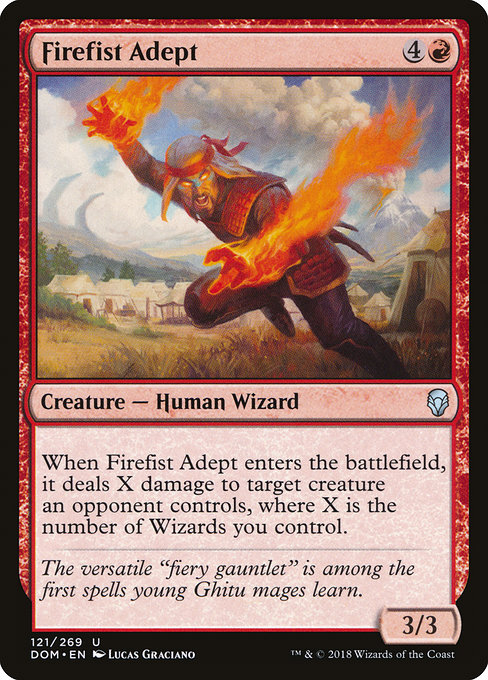 Firefist Adept 4
Creature — Human Wizard
When Firefist Adept enters the battlefield,
it deals X damage to target creature
an opponent controls, where X is the
number of Wizards you control.
The versatile “fiery gauntlet” is among the
first spells young Ghitu mages learn.
3/3
121/269 U
DOM • EN Lucas Graciano ™ & © 2018 Wizards of the Coast